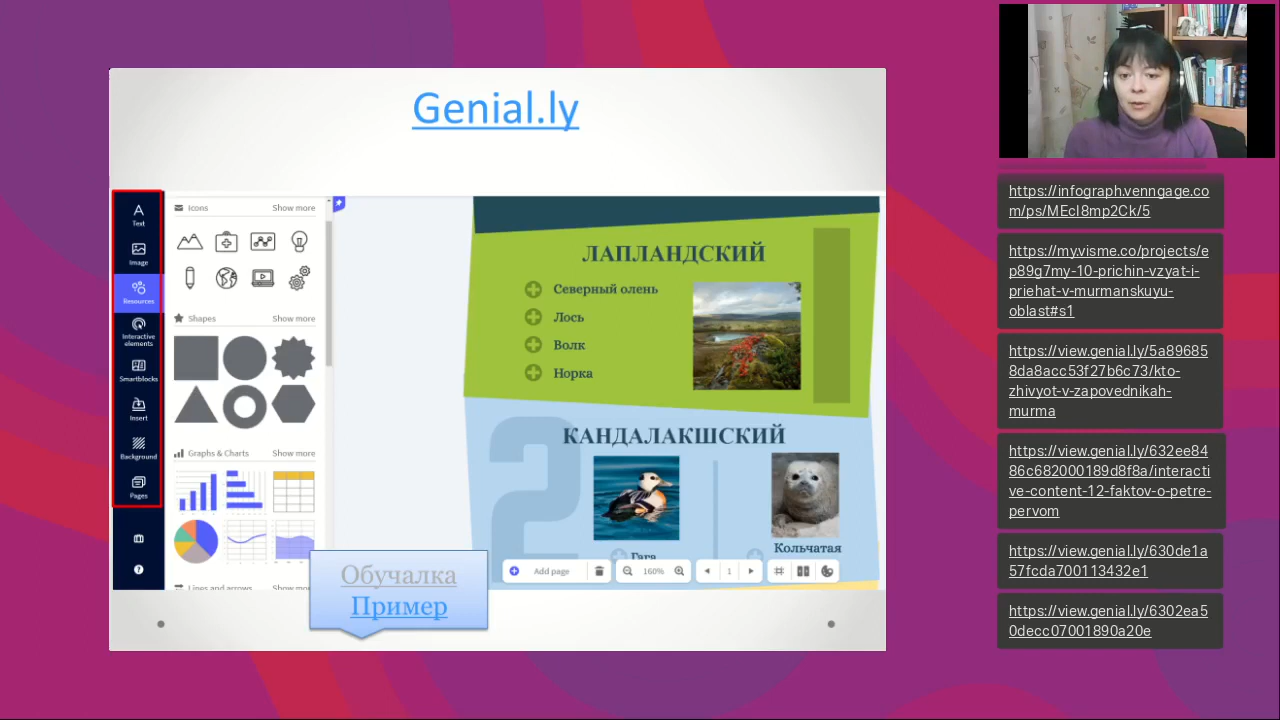 Genial.ly
Text
Image
Resources
Interactive
elements
Smartblocks
Insert
Background
Pages
Icons Show more
Shapes Show more
Graphs & Charts Show more
Lines and arrows Show more
ЛАПЛАНДСКИЙ
Северный олень
Лось
Волк
Норка
2
КАНДАЛАКШСКИЙ
Гага
Кольчатая
Add page 160% 1
Обучалка
Пример
https://infograph.venngage.co
m/ps/MEcI8mp2Ck/5
https://my.visme.co/projects/e
p89g7my-10-prichin-vzyat-i-
priehat-v-murmanskuyu-
oblast#s1
https://view.genial.ly/5a89685
8da8acc53f27b6c73/kto-
zhivyot-v-zapovednikah-
murma
https://view.genial.ly/632ee84
86c682000189d8f8a/interacti
ve-content-12-faktov-o-petre-
pervom
https://view.genial.ly/630de1a
57fcda700113432e1
https://view.genial.ly/6302ea5
0decc07001890a20e